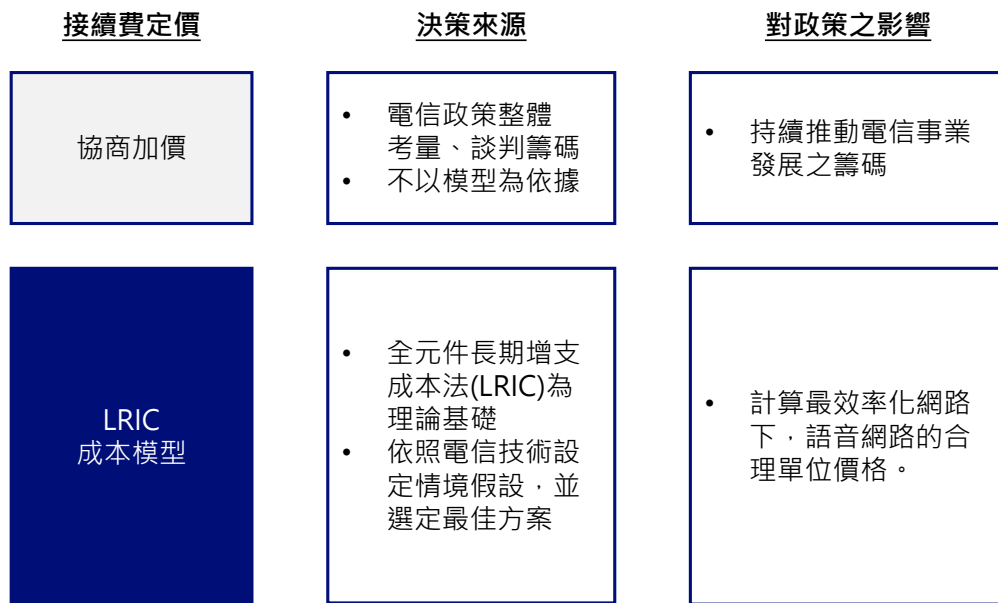 接續費定價
決策來源
對政策之影響
協商加價
• 電信政策整體
考量、談判籌碼
• 不以模型為依據
• 持續推動電信事業
發展之籌碼
LRIC
成本模型
• 全元件長期增支
成本法(LRIC)為
理論基礎
• 依照電信技術設
定情境假設，並
選定最佳方案
• 計算最效率化網路
下，語音網路的合
理單位價格。